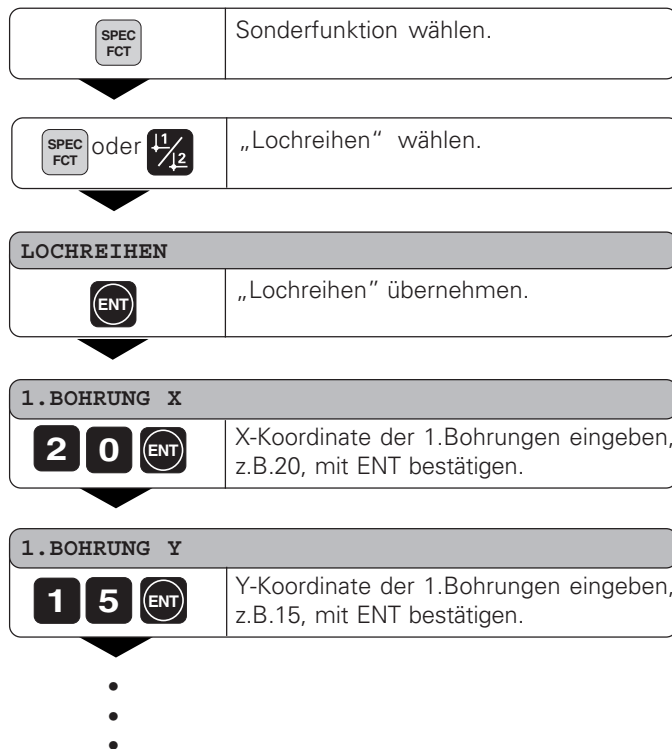 SPEC
FCT
Sonderfunktion wählen.
SPEC
FCT
oder
1
2
„Lochreihen“ wählen.
LOCHREIHEN
ENT
„Lochreihen” übernehmen.
1.BOHRUNG X
2 0 ENT
X-Koordinate der 1.Bohrungen eingeben,
z.B.20, mit ENT bestätigen.
1.BOHRUNG Y
1 5 ENT
Y-Koordinate der 1.Bohrungen eingeben,
z.B.15, mit ENT bestätigen.